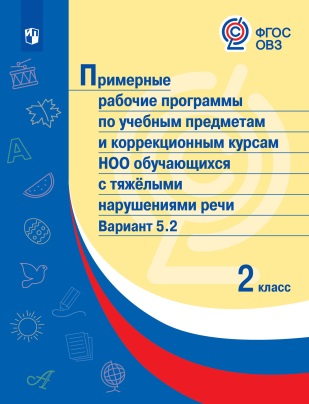 ФГОС
ОВЗ
Примерные
рабочие программы
по учебным предметам
и коррекционным курсам
НОО обучающихся
с тяжёлыми
нарушениями речи
Вариант 5.2
2 класс
А
А